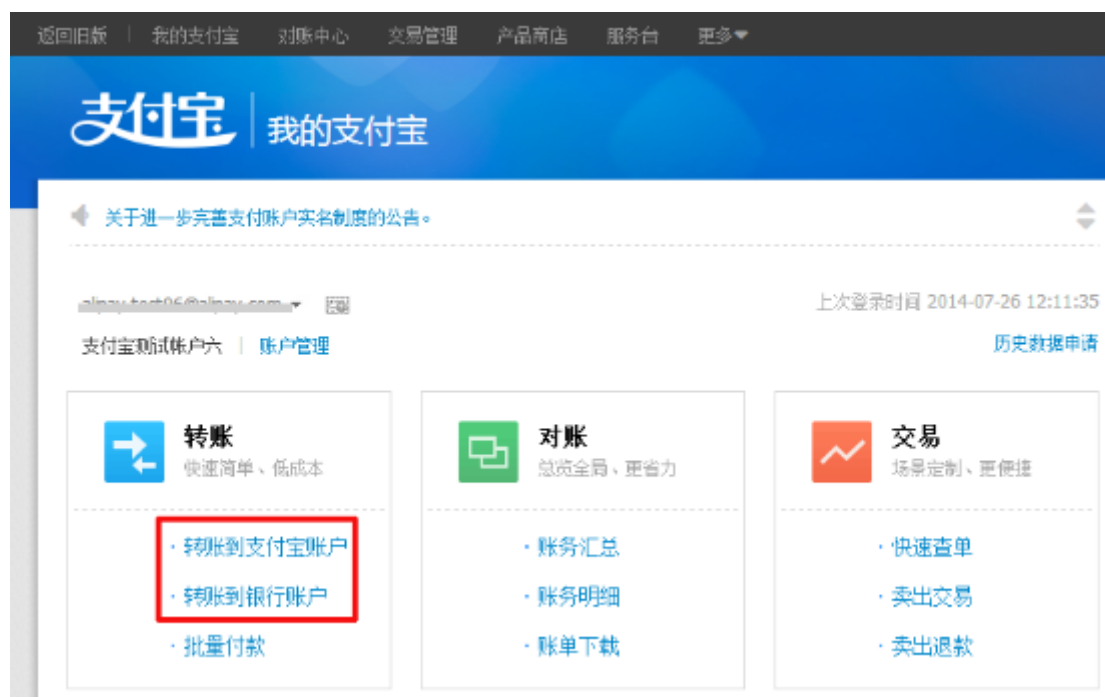 返回旧版 | 我的支付宝 对账中心 交易管理 产品商店 服务台 更多
支付宝 | 我的支付宝
关于进一步完善支付账户实名制度的公告。
上次登录时间 2014-07-26 12:11:35
支付宝测试帐户六 | 账户管理 历史数据申请
转账 对账 交易
快速简单、低成本 总览全局、更省力 场景定制、更便捷
· 转账到支付宝账户 · 账务汇总 · 快速查单
· 转账到银行账户 · 账务明细 · 卖出交易
· 批量付款 · 账单下载 · 卖出退款